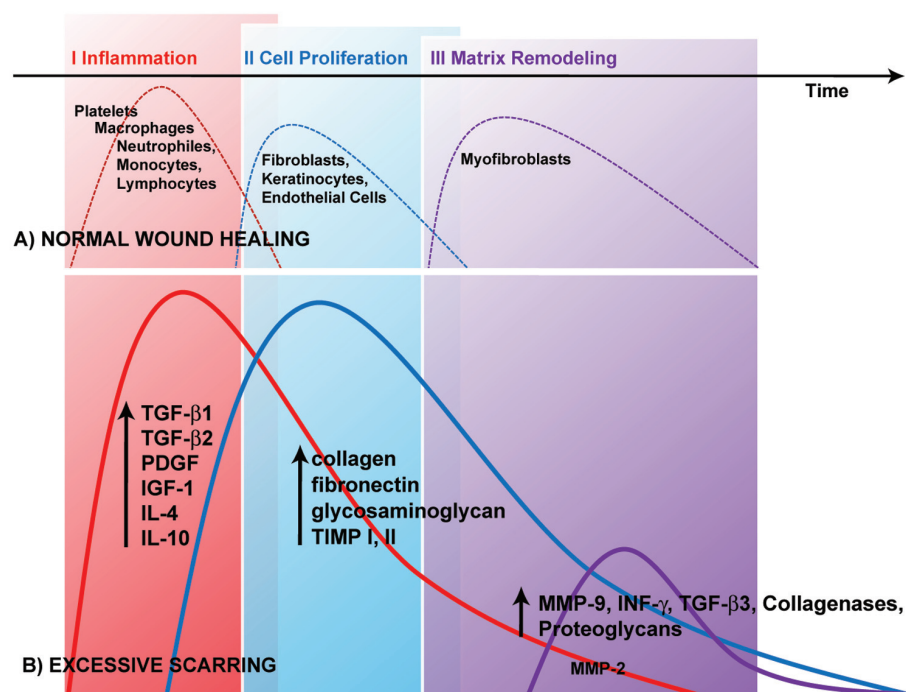 I Inflammation
II Cell Proliferation
III Matrix Remodeling
Time
Platelets
Macrophages
Neutrophiles,
Monocytes,
Lymphocytes
Fibroblasts,
Keratinocytes,
Endothelial Cells
Myofibroblasts
A) NORMAL WOUND HEALING
TGF-β1
TGF-β2
PDGF
IGF-1
IL-4
IL-10
collagen
fibronectin
glycosaminoglycan
TIMP I, II
MMP-9, INF-γ, TGF-β3, Collagenases,
Proteoglycans
MMP-2
B) EXCESSIVE SCARRING